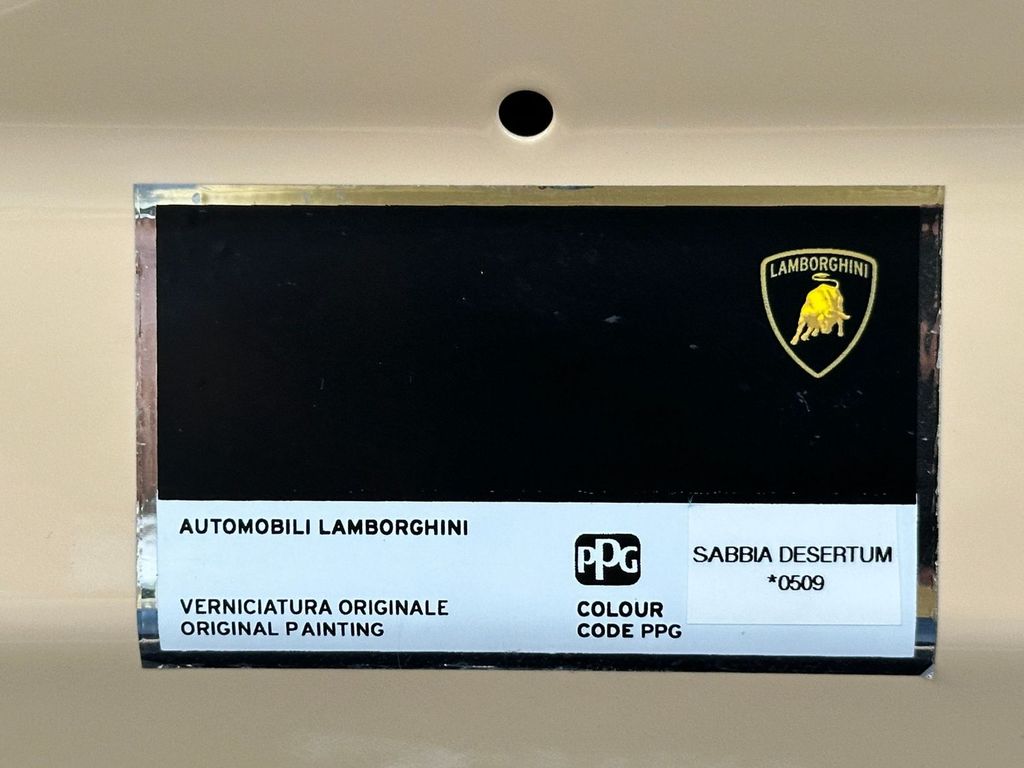 LAMBORGHINI
AUTOMOBILI LAMBORGHINI
VERNICIATURA ORIGINALE
ORIGINAL PAINTING
PPG
COLOUR
CODE PPG
SABBIA DESERTUM
*0509